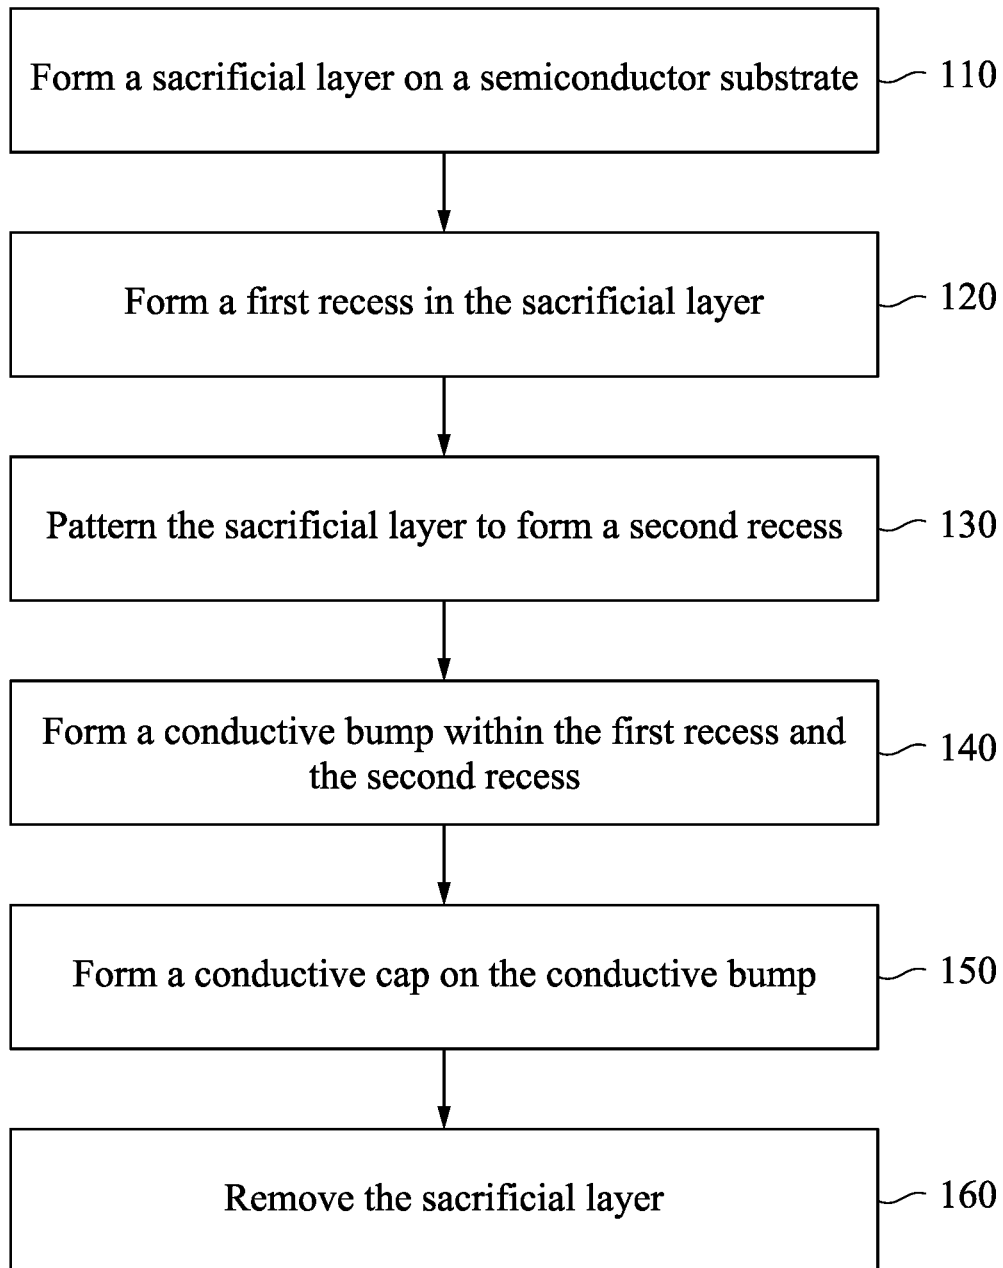 Form a sacrificial layer on a semiconductor substrate
110
Form a first recess in the sacrificial layer
120
Pattern the sacrificial layer to form a second recess
130
Form a conductive bump within the first recess and
the second recess
140
Form a conductive cap on the conductive bump
150
Remove the sacrificial layer
160